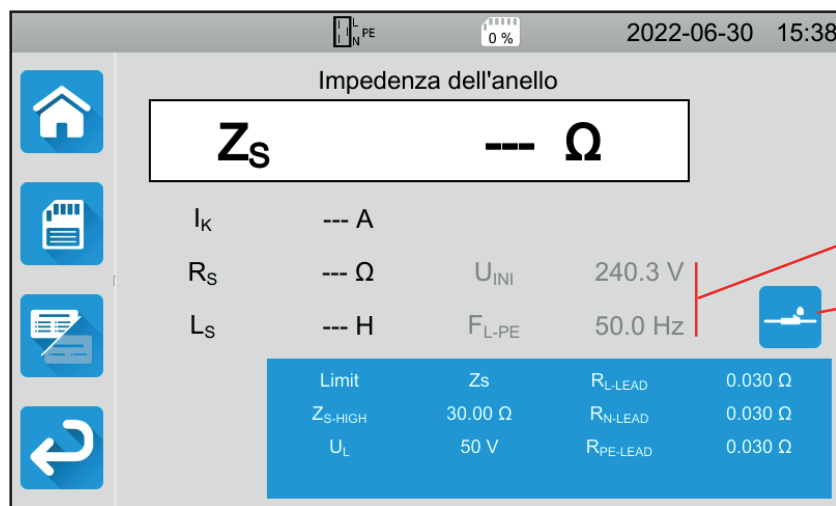 L N PE 0 % 2022-06-30 15:38
Impedenza dell'anello
ZS --- Ω
IK --- A
RS --- Ω UINI 240.3 V
LS --- H FL-PE 50.0 Hz
Limit Zs RL-LEAD 0.030 Ω
ZS-HIGH 30.00 Ω RN-LEAD 0.030 Ω
UL 50 V RPE-LEAD 0.030 Ω